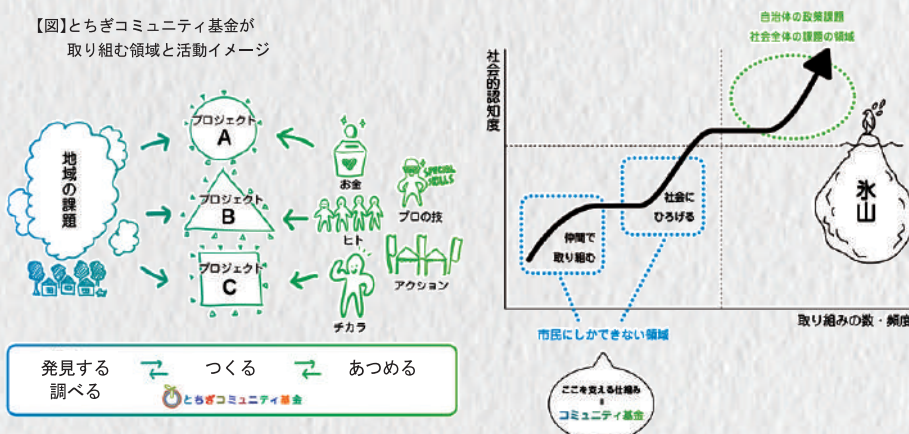 【図】とちぎコミュニティ基金が
取り組む領域と活動イメージ
地域の課題
プロジェクト
A
プロジェクト
B
プロジェクト
C
お金
SPECIAL
SKILLS
プロの技
ヒト
アクション
チカラ
発見する
調べる
つくる
あつめる
とちぎコミュニティ基金
社会的認知度
自治体の政策課題
社会全体の課題の領域
社会に
ひろげる
仲間で
取り組む
氷山
取り組みの数・頻度
市民にしかできない領域
ここを支える仕組み
=
コミュニティ基金